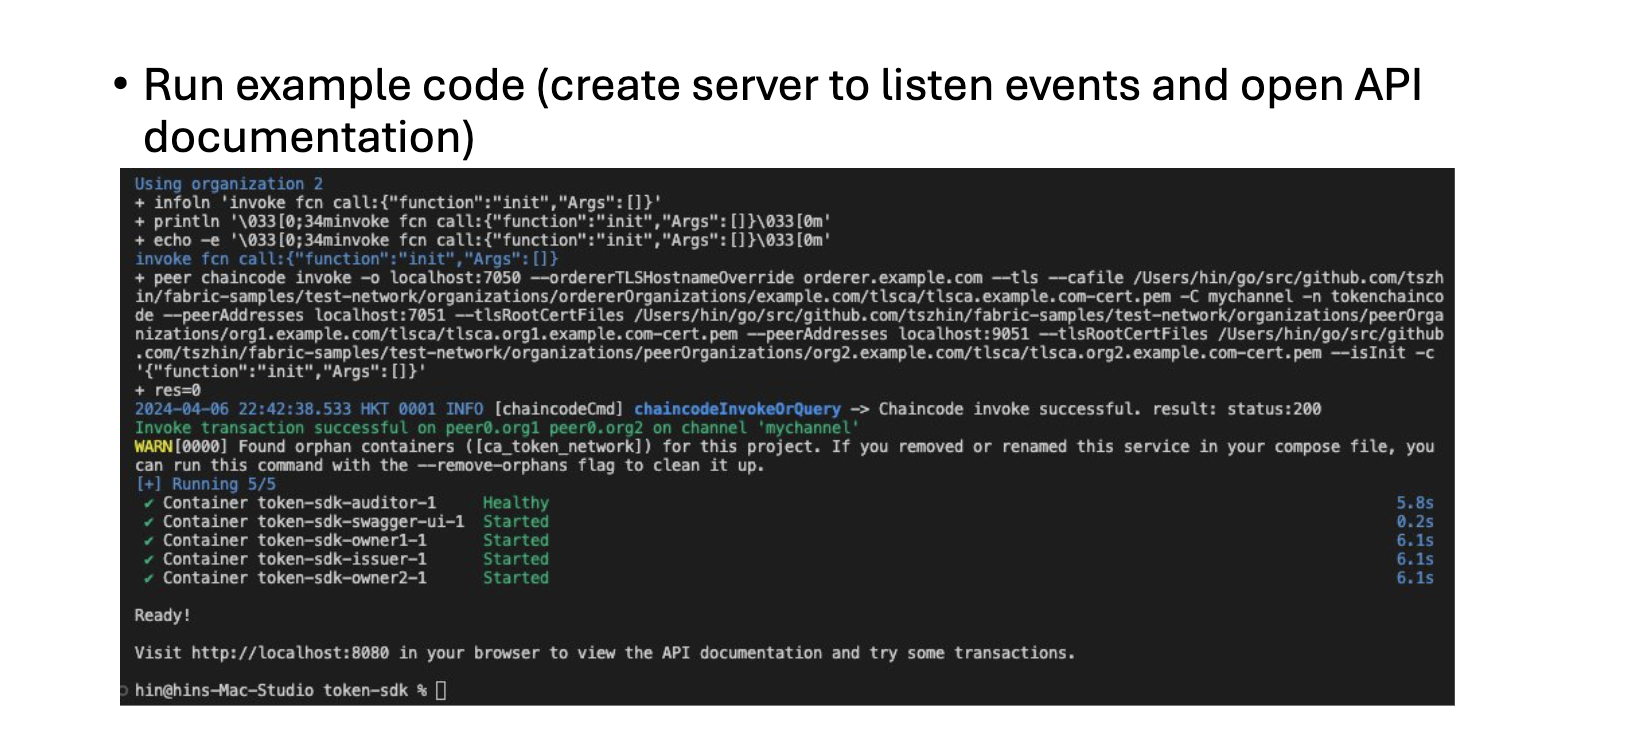 • Run example code (create server to listen events and open API
documentation)
Using organization 2
+ infoln 'invoke fcn call:{"function":"init","Args":[]}'
+ println '\033[0;34minvoke fcn call:{"function":"init","Args":[]}\033[0m'
+ echo -e '\033[0;34minvoke fcn call:{"function":"init","Args":[]}\033[0m'
invoke fcn call:{"function":"init","Args":[]}
+ peer chaincode invoke -o localhost:7050 --ordererTLSHostnameOverride orderer.example.com --tls --cafile /Users/hin/go/src/github.com/tszh
in/fabric-samples/test-network/organizations/ordererOrganizations/example.com/tlsca/tlsca.example.com-cert.pem -C mychannel -n tokenchainco
de --peerAddresses localhost:7051 --tlsRootCertFiles /Users/hin/go/src/github.com/tszhin/fabric-samples/test-network/organizations/peerOrga
nizations/org1.example.com/tlsca/tlsca.org1.example.com-cert.pem --peerAddresses localhost:9051 --tlsRootCertFiles /Users/hin/go/src/github
.com/tszhin/fabric-samples/test-network/organizations/peerOrganizations/org2.example.com/tlsca/tlsca.org2.example.com-cert.pem --isInit -c
'{"function":"init","Args":[]}'
+ res=0
2024-04-06 22:42:38.533 HKT 0001 INFO [chaincodeCmd] chaincodeInvokeOrQuery -> Chaincode invoke successful. result: status:200
Invoke transaction successful on peer0.org1 peer0.org2 on channel 'mychannel'
WARN[0000] Found orphan containers ([ca_token_network]) for this project. If you removed or renamed this service in your compose file, you
can run this command with the --remove-orphans flag to clean it up.
[+] Running 5/5
✔ Container token-sdk-auditor-1 Healthy 5.8s
✔ Container token-sdk-swagger-ui-1 Started 0.2s
✔ Container token-sdk-owner1-1 Started 6.1s
✔ Container token-sdk-issuer-1 Started 6.1s
✔ Container token-sdk-owner2-1 Started 6.1s
Ready!
Visit http://localhost:8080 in your browser to view the API documentation and try some transactions.
hin@hins-Mac-Studio token-sdk %